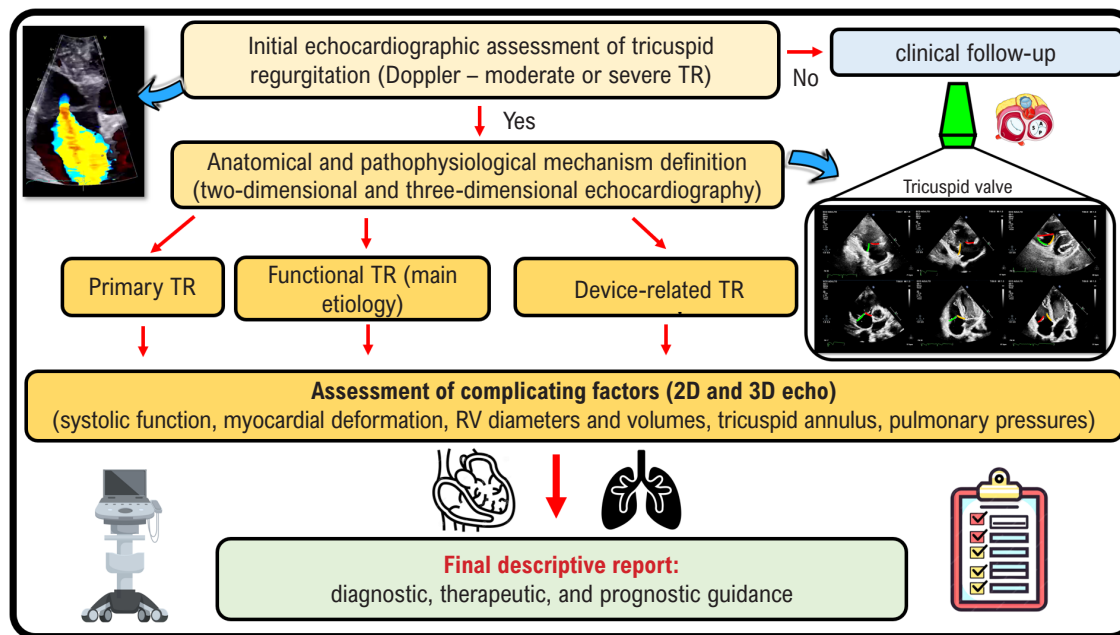 Initial echocardiographic assessment of tricuspid
regurgitation (Doppler – moderate or severe TR)
No
clinical follow-up
Yes
Anatomical and pathophysiological mechanism definition
(two-dimensional and three-dimensional echocardiography)
Tricuspid valve
Primary TR
Functional TR (main
etiology)
Device-related TR
Assessment of complicating factors (2D and 3D echo)
(systolic function, myocardial deformation, RV diameters and volumes, tricuspid annulus, pulmonary pressures)
Final descriptive report:
diagnostic, therapeutic, and prognostic guidance